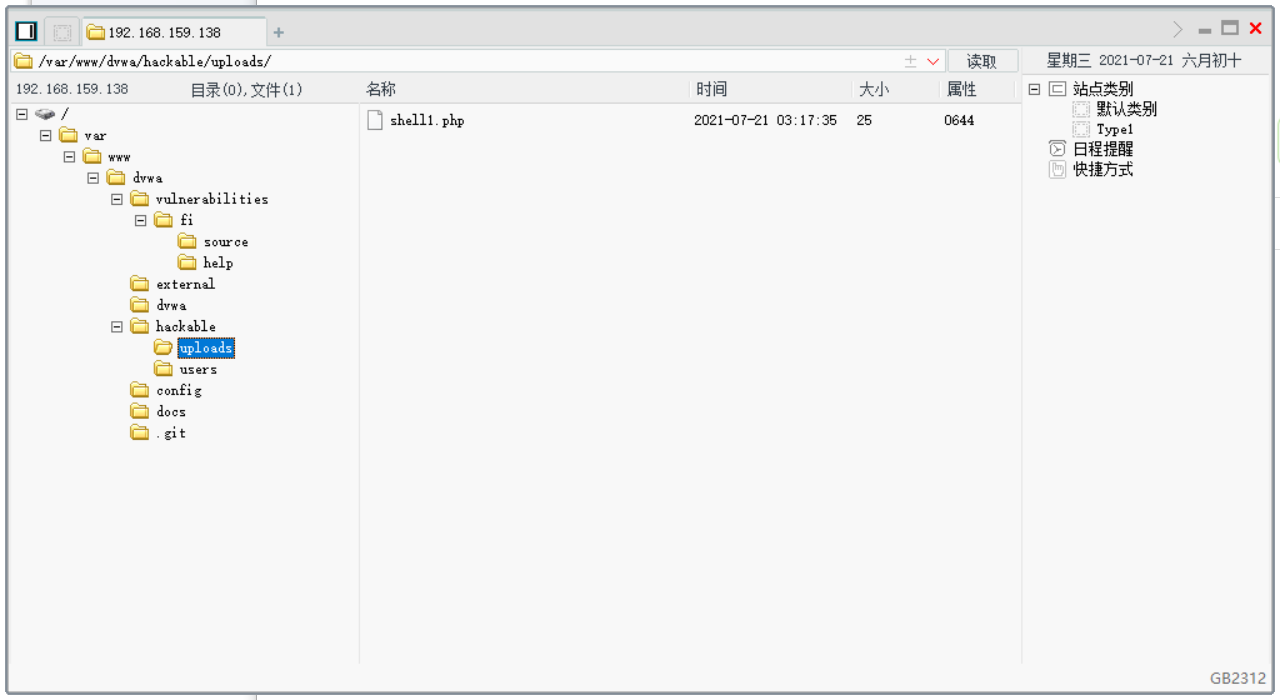 192.168.159.138
+
/var/www/dvwa/hackable/uploads/
读取
星期三 2021-07-21 六月初十
192.168.159.138 目录(0),文件(1)
名称 时间 大小 属性
/
var
www
dvwa
vulnerabilities
fi
source
help
external
dvwa
hackable
uploads
users
config
docs
.git
shell1.php 2021-07-21 03:17:35 25 0644
站点类别
默认类别
Type1
日程提醒
快捷方式
GB2312